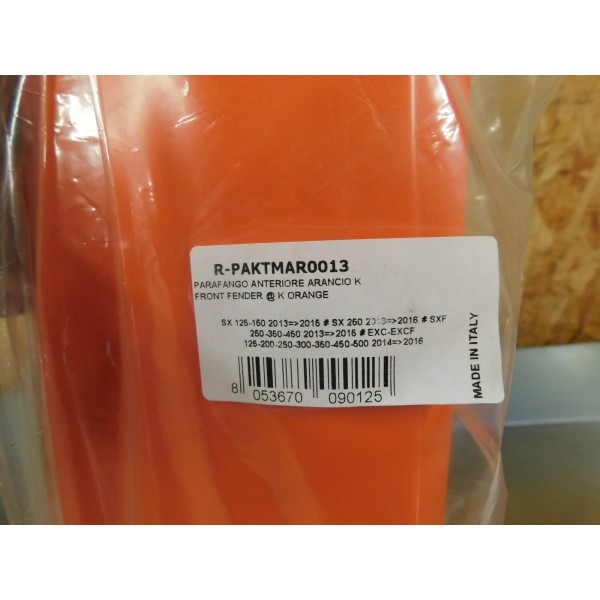 R-PAKTMAR0013
PARAFANGO ANTERIORE ARANCIO K
FRONT FENDER @ K ORANGE
SX 125-150 2013=>2015 # SX 250 2013=>2016 # SXF
250-350-450 2013=>2015 # EXC-EXCF
125-200-250-300-350-450-500 2014=>2016
8 053670 090125
MADE IN ITALY